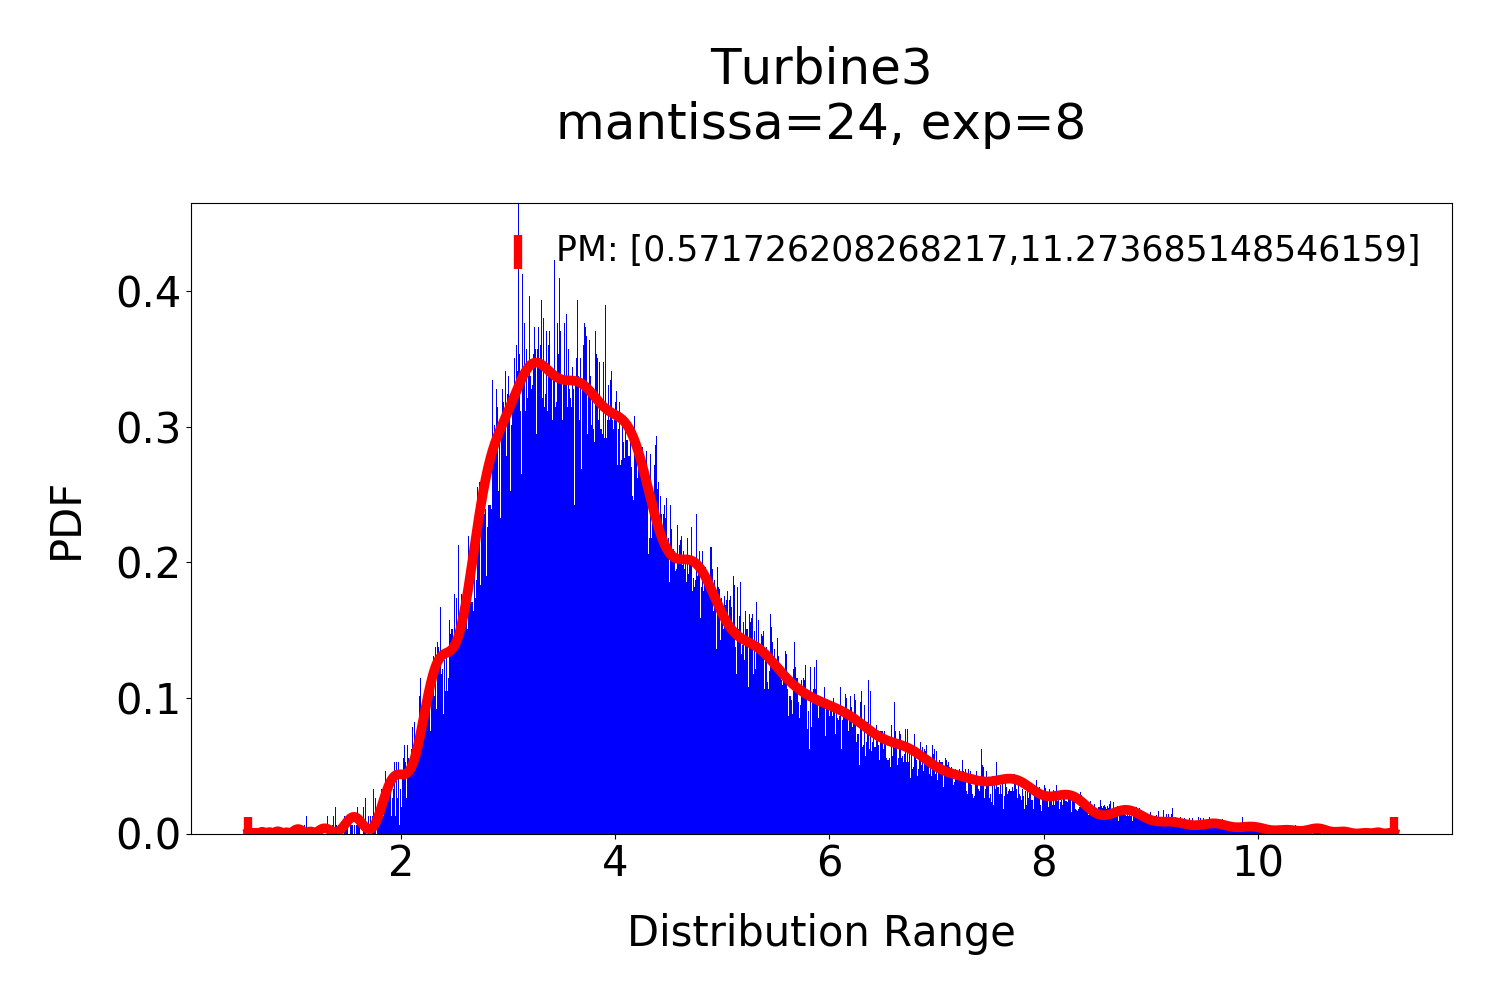 Turbine3
mantissa=24, exp=8
PM: [0.571726208268217,11.273685148546159]
0.4
0.3
0.2
0.1
0.0
PDF
2 4 6 8 10
Distribution Range